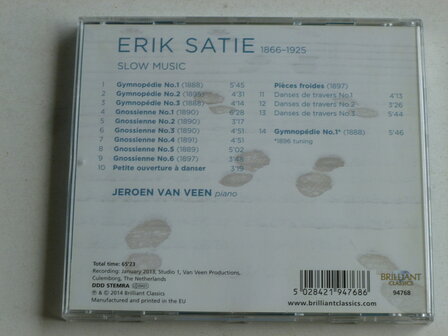 ERIK SATIE 1866-1925
SLOW MUSIC
1 Gymnopédie No.1 (1888) 5'45
2 Gymnopédie No.2 (1895) 4'31
3 Gymnopédie No.3 (1888) 4'14
4 Gnossienne No.1 (1890) 6'28
5 Gnossienne No.2 (1890) 3'17
6 Gnossienne No.3 (1890) 4'51
7 Gnossienne No.4 (1891) 4'51
8 Gnossienne No.5 (1889) 5'02
9 Gnossienne No.6 (1897) 3'48
10 Petite ouverture à danser 3'19
Pièces froides (1897)
11 Danses de travers No.1 4'13
12 Danses de travers No.2 3'26
13 Danses de travers No.3 5'44
14 Gymnopédie No.1* (1888) 5'46
*1896 tuning
JEROEN VAN VEEN piano
Total time: 65'23
Recording: January 2013, Studio 1, Van Veen Productions,
Culemborg, The Netherlands
DDD STEMRA
℗ & © 2014 Brilliant Classics
Manufactured and printed in the EU
5 028421 947686
www.brilliantclassics.com
BRILLIANT
CLASSICS
94768